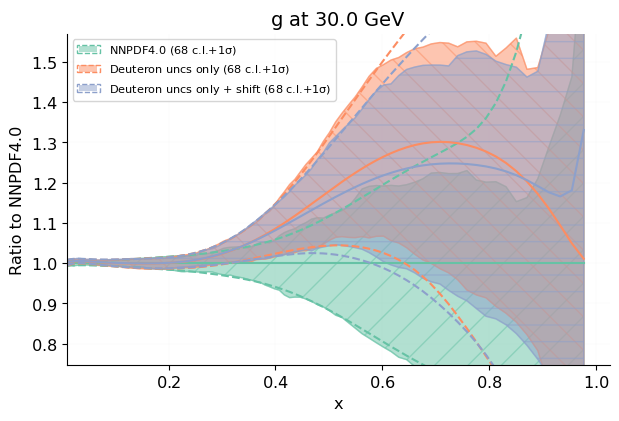 g at 30.0 GeV
NNPDF4.0 (68 c.l.+1σ)
Deuteron uncs only (68 c.l.+1σ)
Deuteron uncs only + shift (68 c.l.+1σ)
Ratio to NNPDF4.0
1.5
1.4
1.3
1.2
1.1
1.0
0.9
0.8
0.2 0.4 0.6 0.8 1.0
x